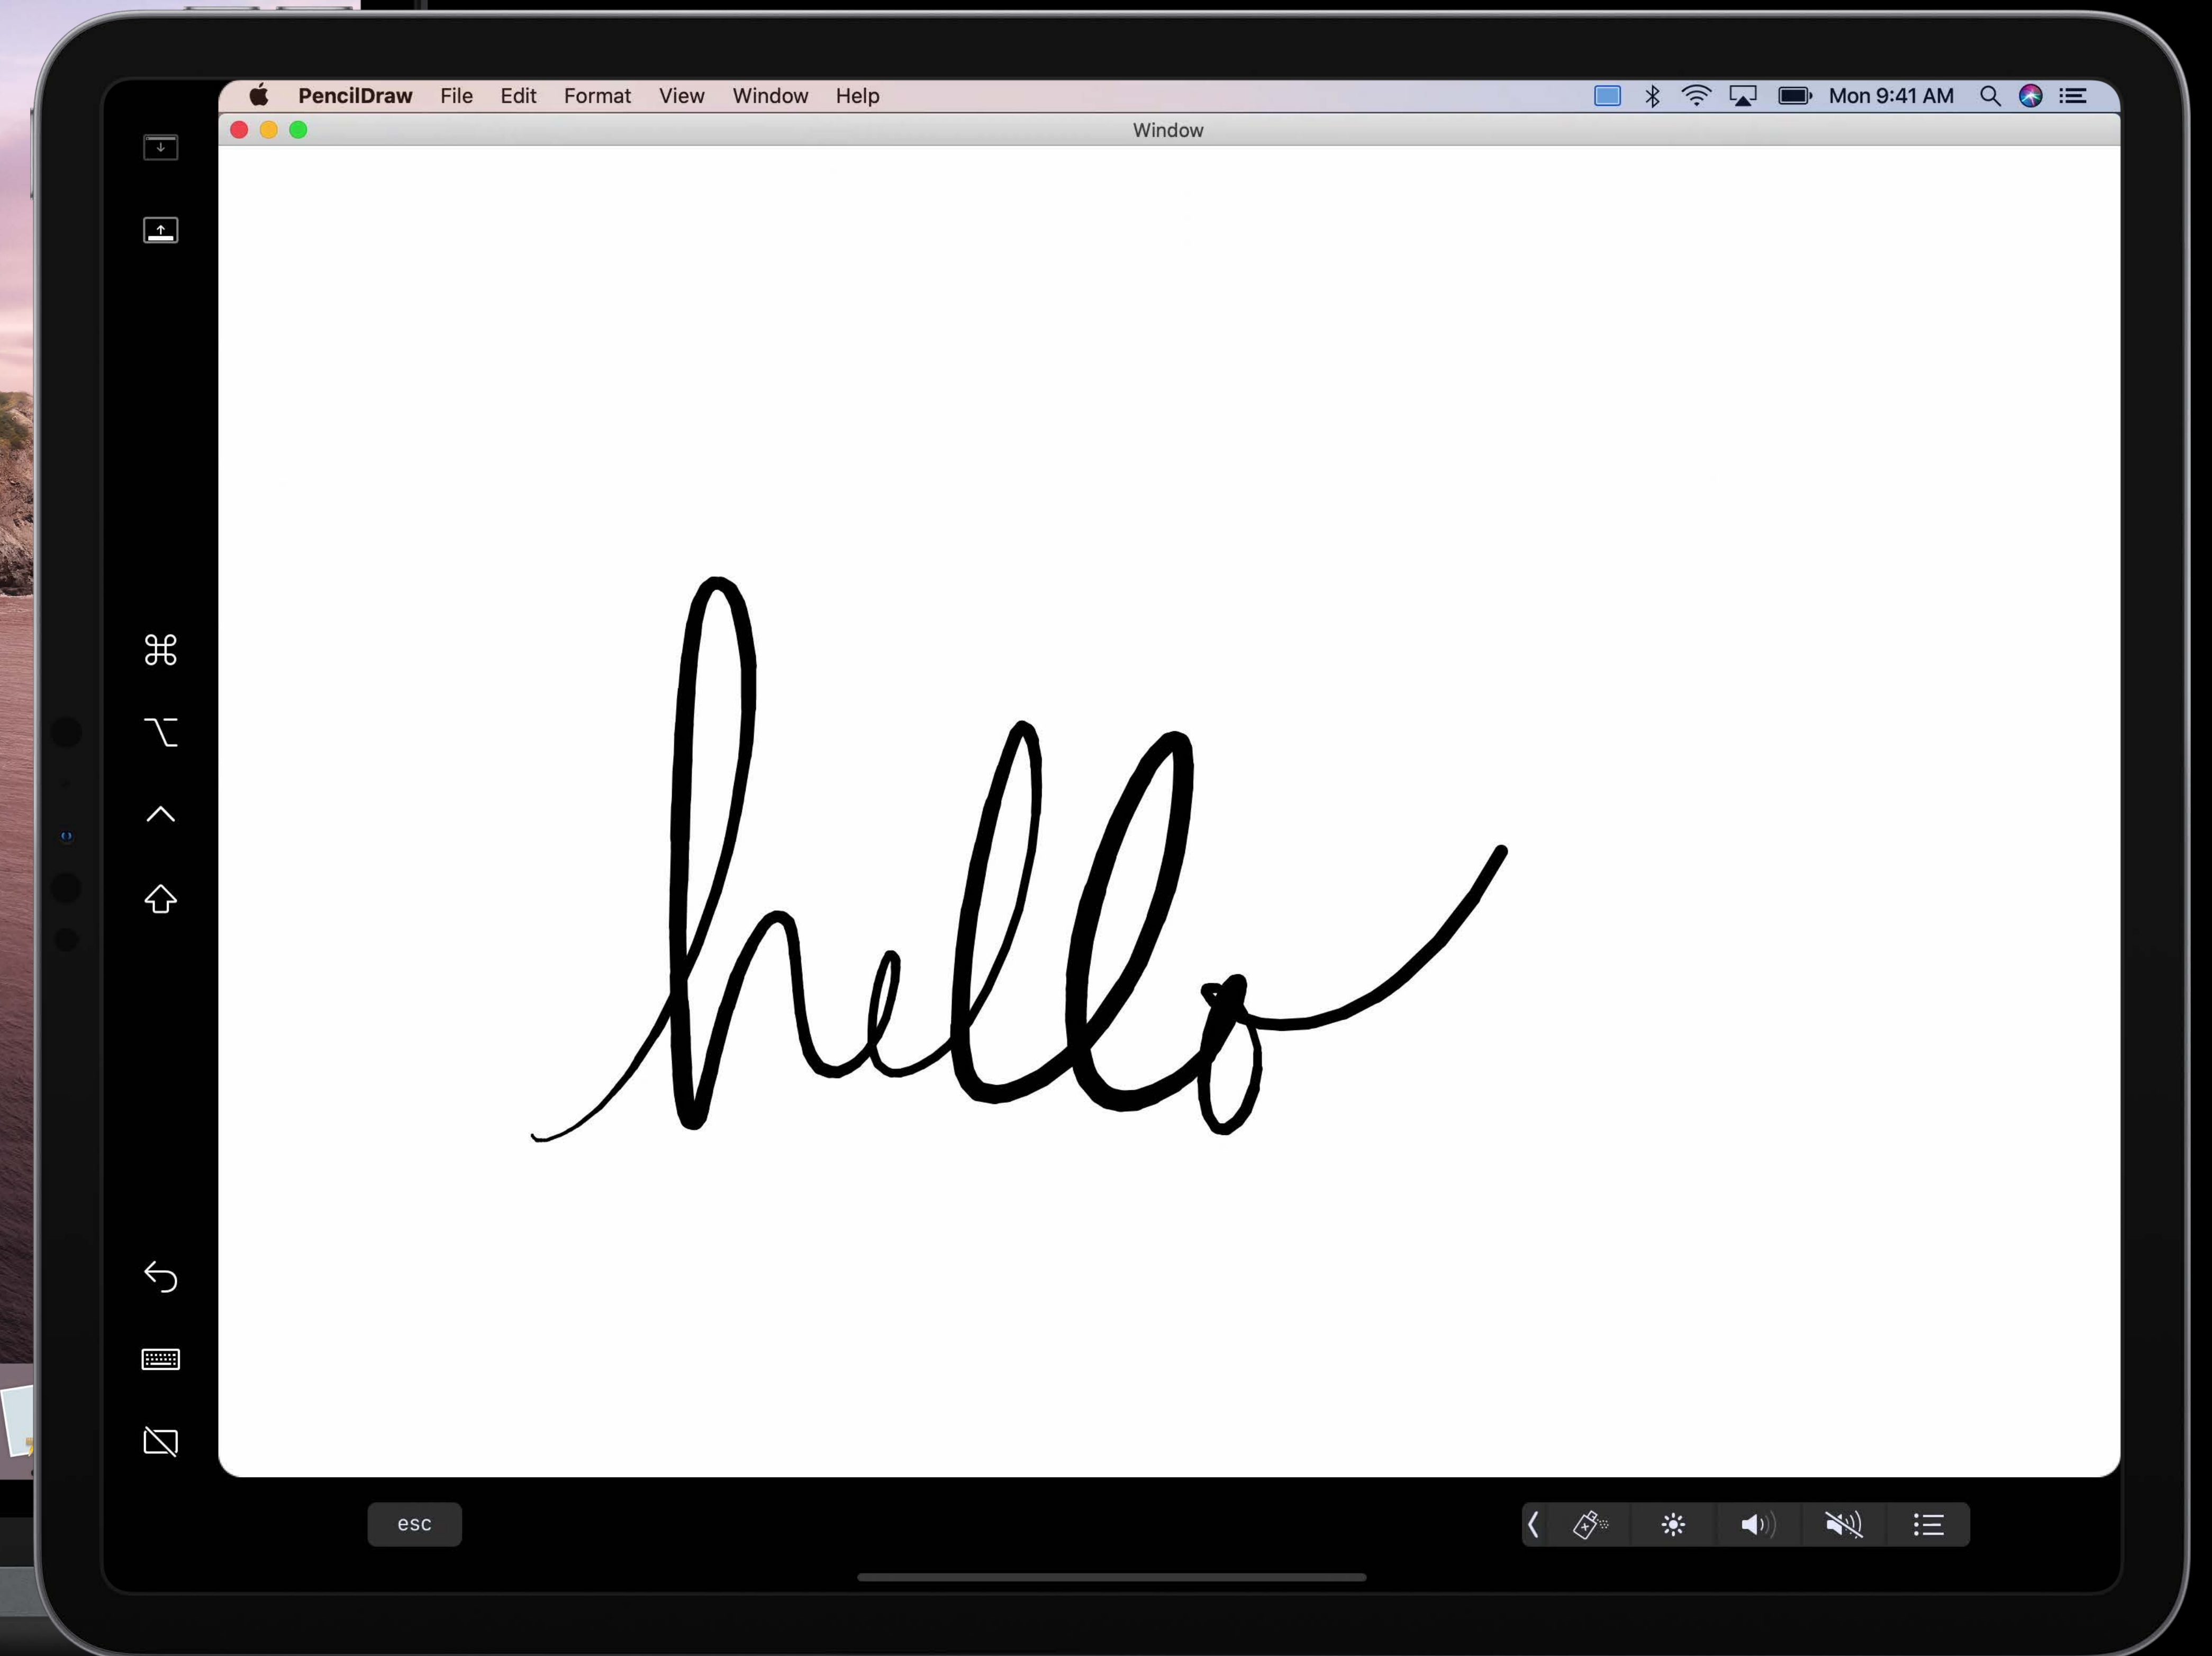 PencilDraw File Edit Format View Window Help Mon 9:41 AM
Window
hello
esc